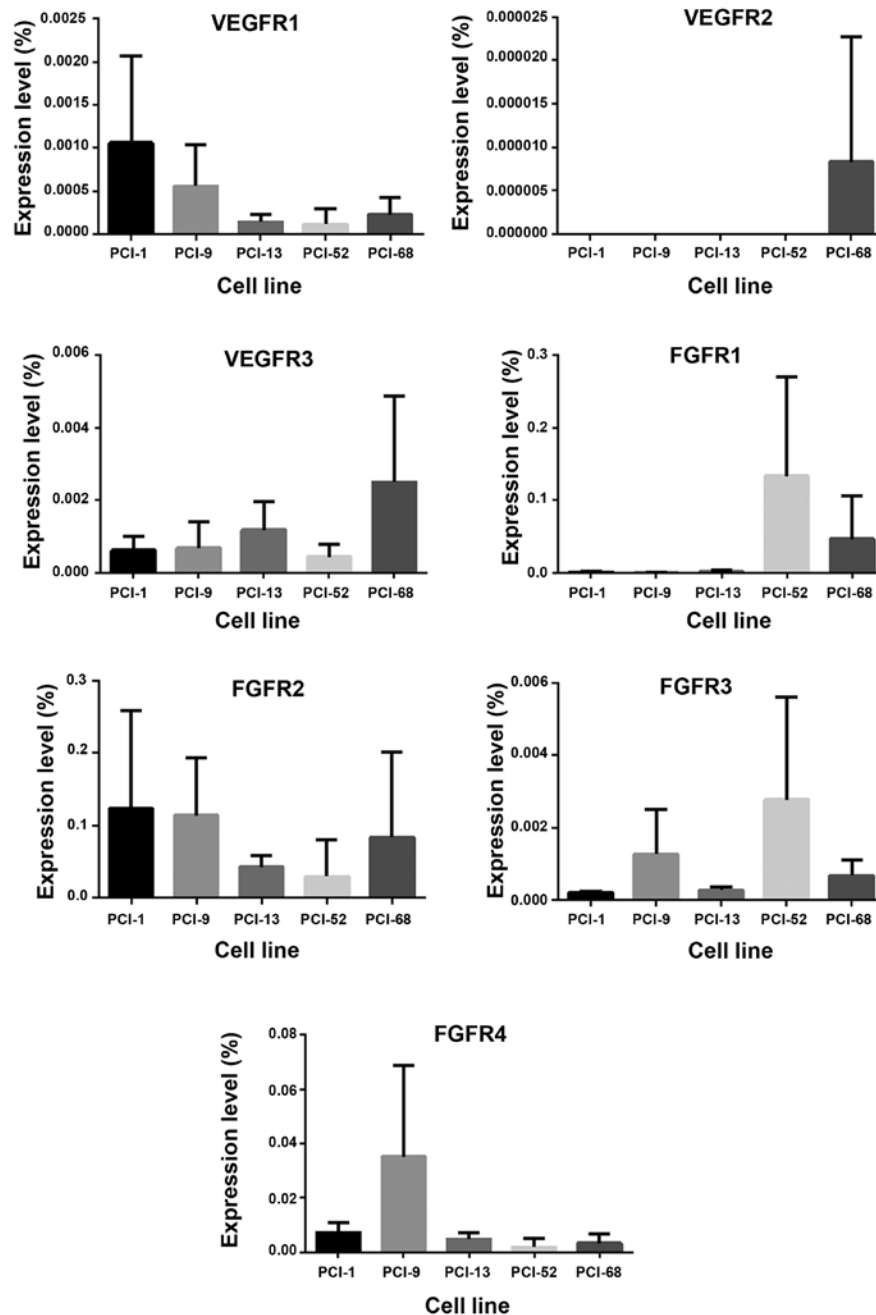 VEGFR1
Expression level (%)
0.0025
0.0020
0.0015
0.0010
0.0005
0.0000
PCI-1 PCI-9 PCI-13 PCI-52 PCI-68
Cell line
VEGFR2
Expression level (%)
0.000025
0.000020
0.000015
0.000010
0.000005
0.000000
PCI-1 PCI-9 PCI-13 PCI-52 PCI-68
Cell line
VEGFR3
Expression level (%)
0.006
0.004
0.002
0.000
PCI-1 PCI-9 PCI-13 PCI-52 PCI-68
Cell line
FGFR1
Expression level (%)
0.3
0.2
0.1
0.0
PCI-1 PCI-9 PCI-13 PCI-52 PCI-68
Cell line
FGFR2
Expression level (%)
0.3
0.2
0.1
0.0
PCI-1 PCI-9 PCI-13 PCI-52 PCI-68
Cell line
FGFR3
Expression level (%)
0.006
0.004
0.002
0.000
PCI-1 PCI-9 PCI-13 PCI-52 PCI-68
Cell line
FGFR4
Expression level (%)
0.08
0.06
0.04
0.02
0.00
PCI-1 PCI-9 PCI-13 PCI-52 PCI-68
Cell line